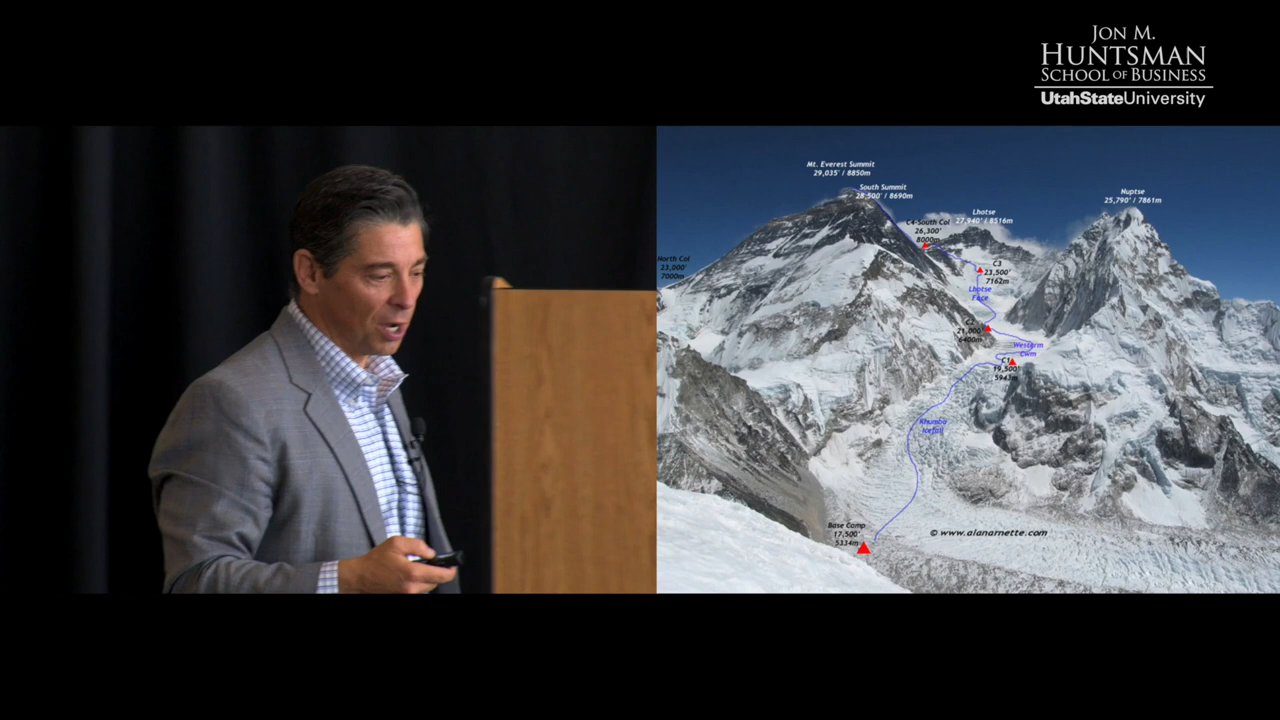 JON M.
HUNTSMAN
SCHOOL OF BUSINESS
UtahStateUniversity
Mt. Everest Summit
29,035' / 8850m
South Summit
28,500' / 8690m
Nuptse
25,790' / 7861m
Lhotse
27,940' / 8516m
C4-South Col
26,300'
8000m
North Col
23,000'
7000m
C3
23,500'
7162m
Lhotse
Face
C2
21,000'
6400m
Western
Cwm
C1
19,500'
5943m
Khumba
Icefall
Base Camp
17,500'
5334m
© www.alanarnette.com